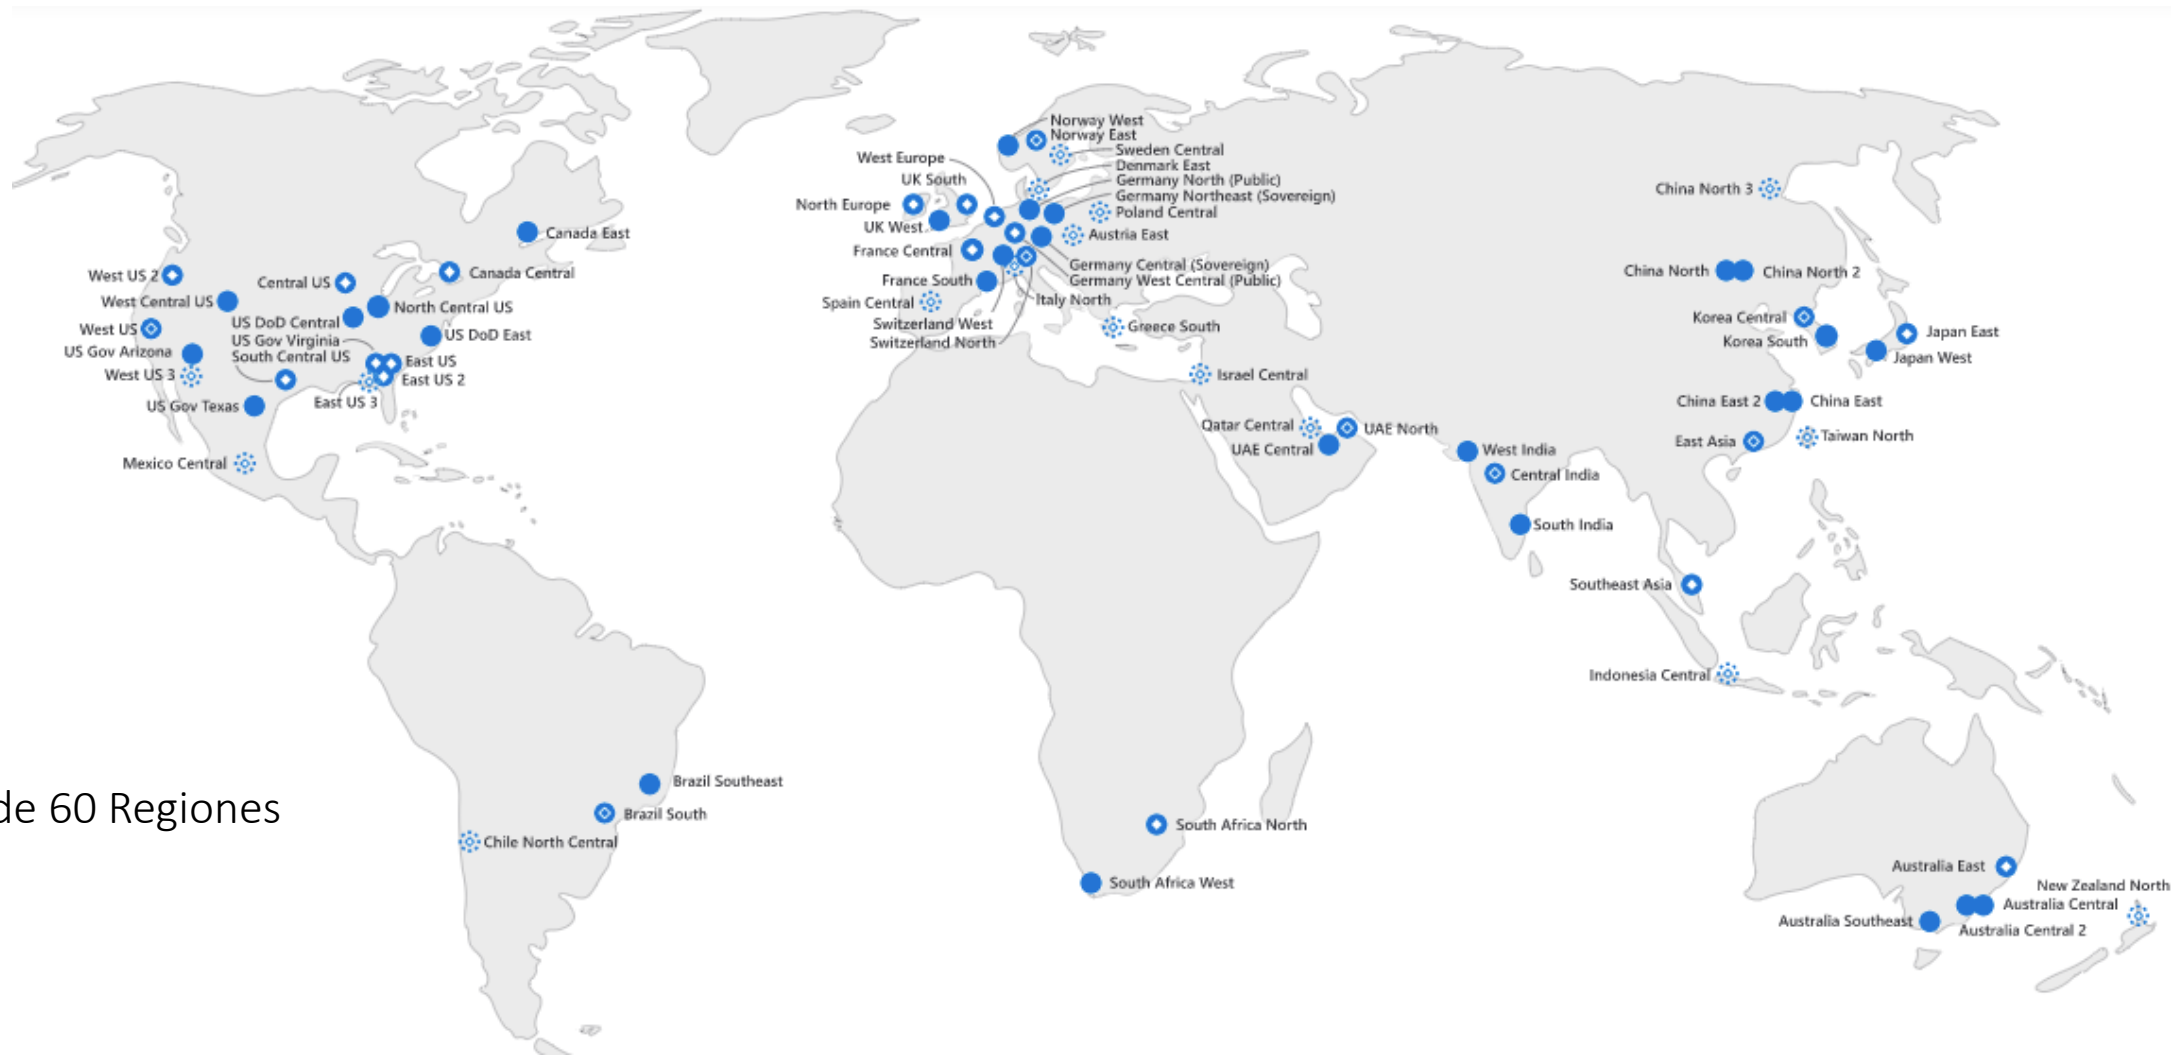 Norway West
Norway East
Sweden Central
Denmark East
Germany North (Public)
Germany Northeast (Sovereign)
Poland Central
Austria East
West Europe
UK South
North Europe
UK West
France Central
France South
Spain Central
Germany Central (Sovereign)
Germany West Central (Public)
Italy North
Switzerland West
Switzerland North
Greece South
Israel Central
Canada East
Canada Central
West US 2
Central US
West Central US
North Central US
West US
US DoD Central
US DoD East
US Gov Virginia
US Gov Arizona
South Central US
East US
West US 3
East US 2
East US 3
US Gov Texas
Mexico Central
Qatar Central
UAE North
UAE Central
West India
Central India
South India
China North 3
China North
China North 2
Korea Central
Korea South
Japan East
Japan West
China East 2
China East
East Asia
Taiwan North
Southeast Asia
Indonesia Central
Brazil Southeast
Brazil South
Chile North Central
de 60 Regiones
South Africa North
South Africa West
Australia East
New Zealand North
Australia Central
Australia Southeast
Australia Central 2